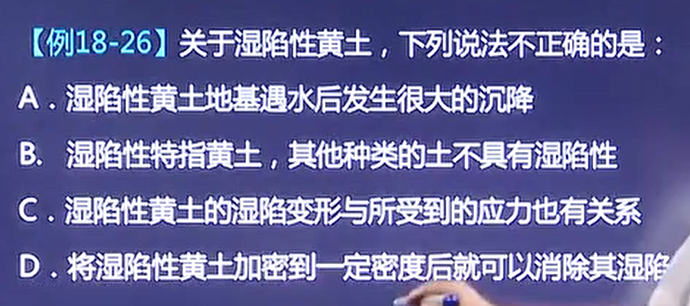 【例18-26】关于湿陷性黄土，下列说法不正确的是：
A．湿陷性黄土地基遇水后发生很大的沉降
B. 湿陷性特指黄土，其他种类的土不具有湿陷性
C．湿陷性黄土的湿陷变形与所受到的应力也有关系
D．将湿陷性黄土加密到一定密度后就可以消除其湿陷